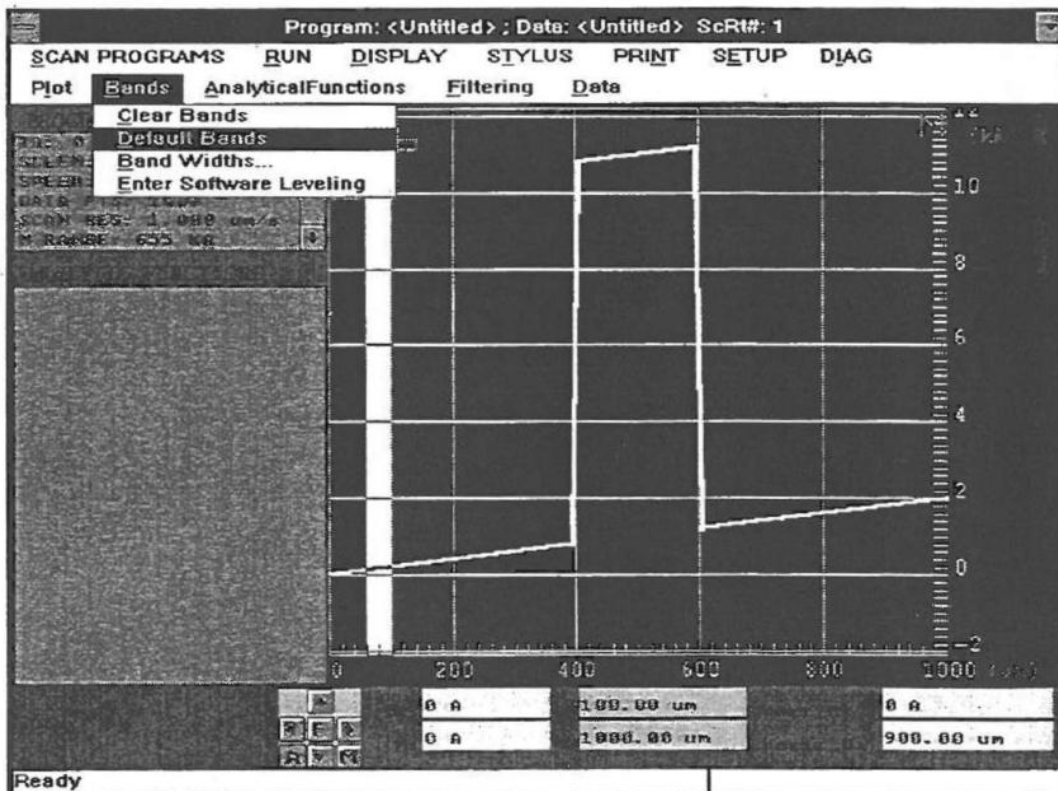 Program: <Untitled> ; Data: <Untitled> ScRt#: 1
SCAN PROGRAMS RUN DISPLAY STYLUS PRINT SETUP DIAG
Plot Bands AnalyticalFunctions Filtering Data
Clear Bands
Default Bands
Band Widths...
Enter Software Leveling
SCAN RES: 1.000 um/s
M RANGE: 655 KA
12
10
8
6
4
2
0
-2
0 200 400 600 800 1000
0 A 100.00 um 0 A
R E L 0 A 1000.00 um 900.00 um
Ready